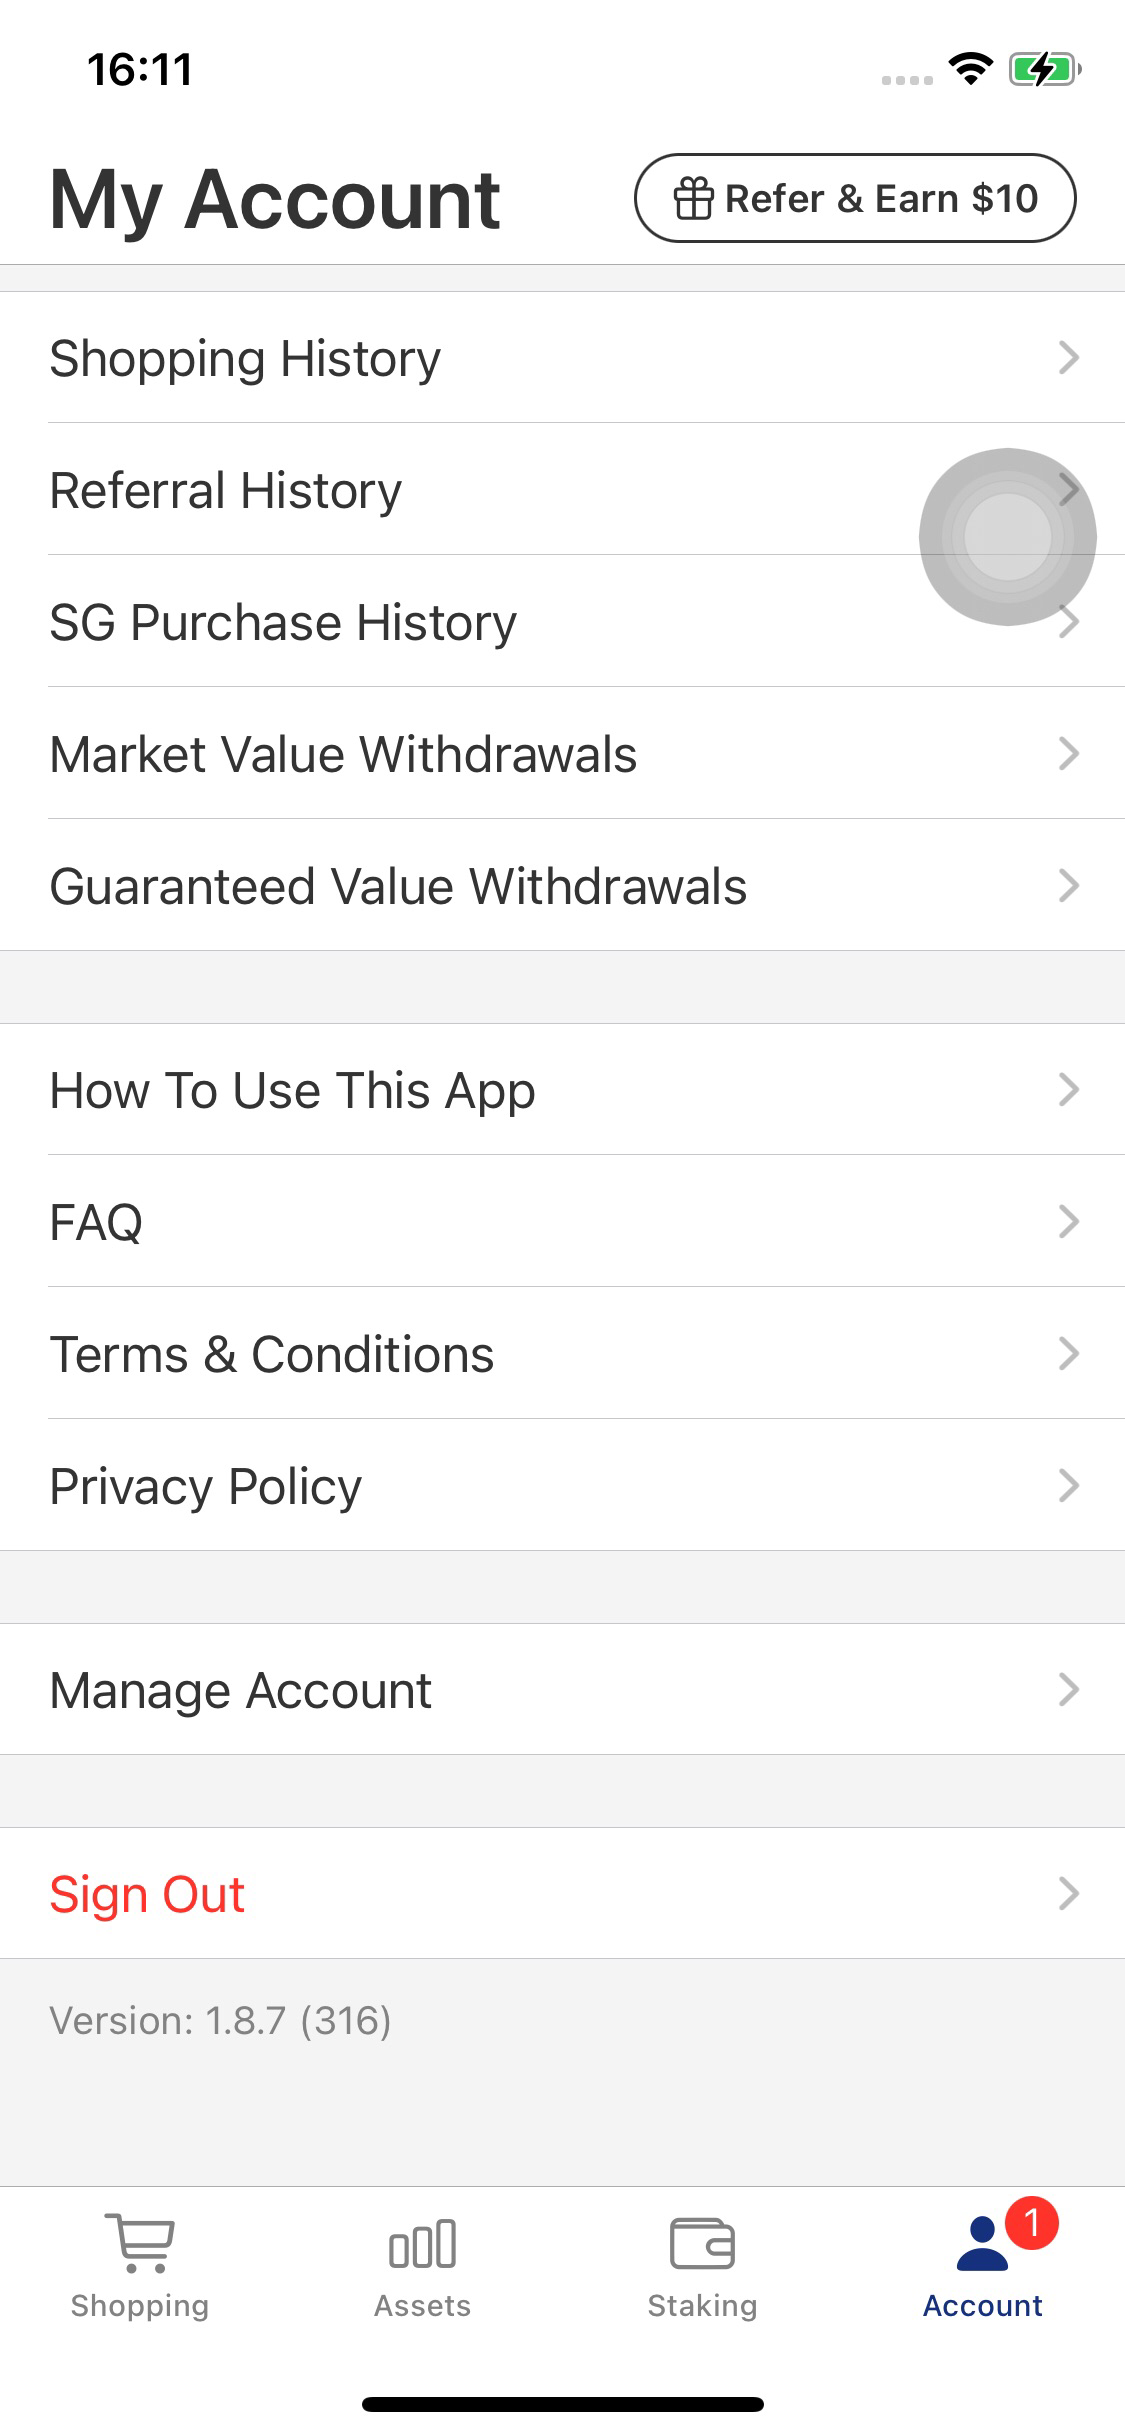 16:11
My Account
Refer & Earn $10
Shopping History
Referral History
SG Purchase History
Market Value Withdrawals
Guaranteed Value Withdrawals
How To Use This App
FAQ
Terms & Conditions
Privacy Policy
Manage Account
Sign Out
Version: 1.8.7 (316)
1
Shopping
Assets
Staking
Account